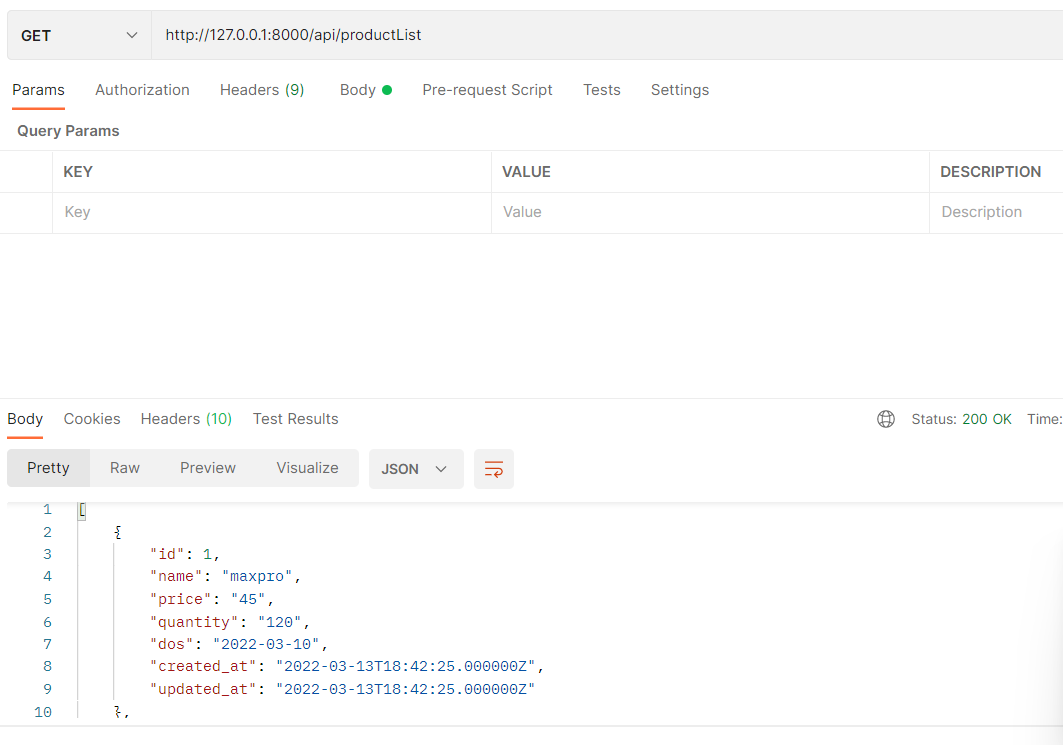 GET http://127.0.0.1:8000/api/productList
Params Authorization Headers (9) Body Pre-request Script Tests Settings
Query Params
KEY VALUE DESCRIPTION
Key Value Description
Body Cookies Headers (10) Test Results Status: 200 OK Time:
Pretty Raw Preview Visualize JSON
1 [
2 {
3 "id": 1,
4 "name": "maxpro",
5 "price": "45",
6 "quantity": "120",
7 "dos": "2022-03-10",
8 "created_at": "2022-03-13T18:42:25.000000Z",
9 "updated_at": "2022-03-13T18:42:25.000000Z"
10 },